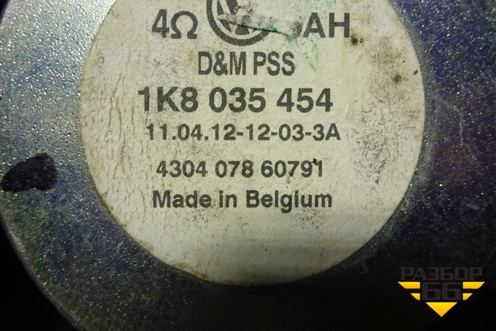 4Ω AH
D&M PSS
1K8 035 454
11.04.12-12-03-3A
4304 078 60791
Made in Belgium
РАЗБОР
66